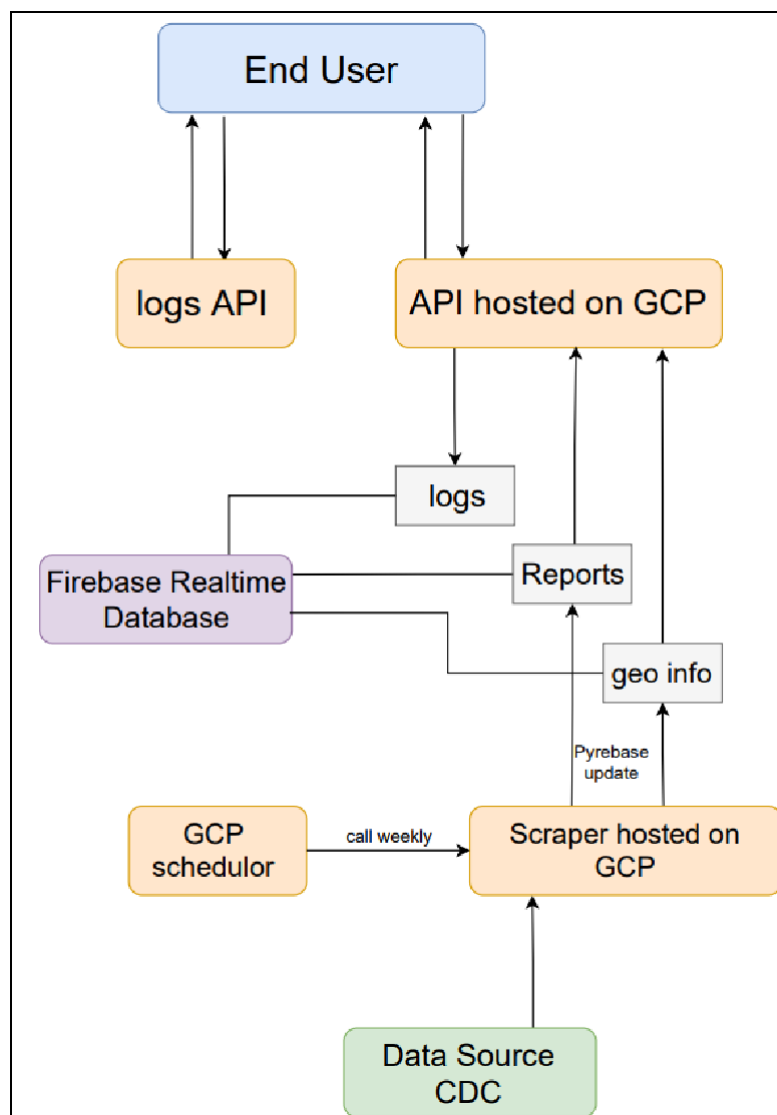 End User
logs API
API hosted on GCP
logs
Firebase Realtime
Database
Reports
geo info
Pyrebase
update
GCP
schedulor
call weekly
Scraper hosted on
GCP
Data Source
CDC